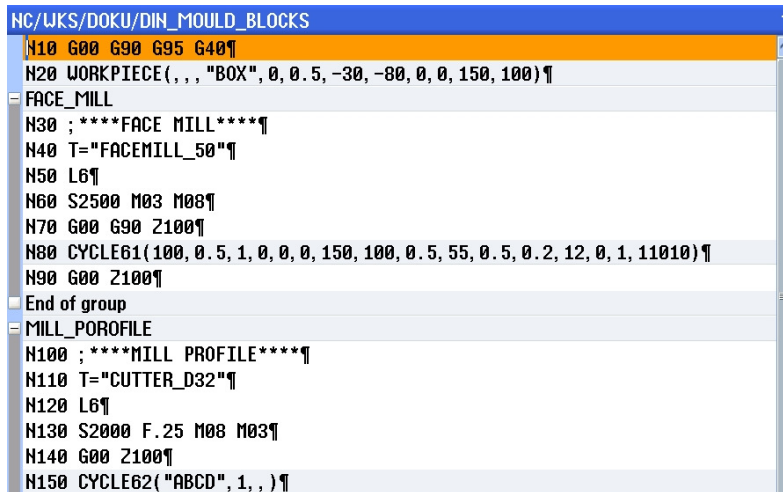 NC/WKS/DOKU/DIN_MOULD_BLOCKS
N10 G00 G90 G95 G40¶
N20 WORKPIECE(,,,"BOX",0,0.5,-30,-80,0,0,150,100)¶
FACE_MILL
N30 ;****FACE MILL****¶
N40 T="FACEMILL_50"¶
N50 L6¶
N60 S2500 M03 M08¶
N70 G00 G90 Z100¶
N80 CYCLE61(100,0.5,1,0,0,0,150,100,0.5,55,0.5,0.2,12,0,1,11010)¶
N90 G00 Z100¶
End of group
MILL_POROFILE
N100 ;****MILL PROFILE****¶
N110 T="CUTTER_D32"¶
N120 L6¶
N130 S2000 F.25 M08 M03¶
N140 G00 Z100¶
N150 CYCLE62("ABCD",1,,)¶